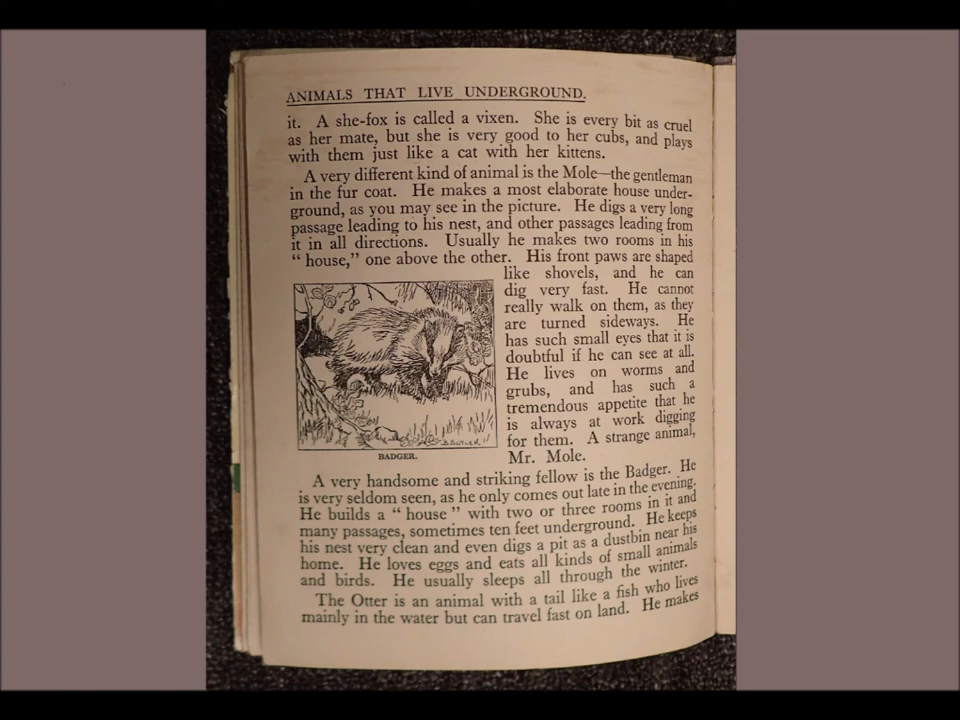 ANIMALS THAT LIVE UNDERGROUND.
it. A she-fox is called a vixen. She is every bit as cruel
as her mate, but she is very good to her cubs, and plays
with them just like a cat with her kittens.
A very different kind of animal is the Mole—the gentleman
in the fur coat. He makes a most elaborate house under-
ground, as you may see in the picture. He digs a very long
passage leading to his nest, and other passages leading from
it in all directions. Usually he makes two rooms in his
“ house,” one above the other. His front paws are shaped
like shovels, and he can
dig very fast. He cannot
really walk on them, as they
are turned sideways. He
has such small eyes that it is
doubtful if he can see at all.
He lives on worms and
grubs, and has such a
tremendous appetite that he
is always at work digging
for them. A strange animal,
Mr. Mole.
BADGER.
A very handsome and striking fellow is the Badger. He
is very seldom seen, as he only comes out late in the evening.
He builds a “ house ” with two or three rooms in it and
many passages, sometimes ten feet underground. He keeps
his nest very clean and even digs a pit as a dustbin near his
home. He loves eggs and eats all kinds of small animals
and birds. He usually sleeps all through the winter.
The Otter is an animal with a tail like a fish who lives
mainly in the water but can travel fast on land. He makes